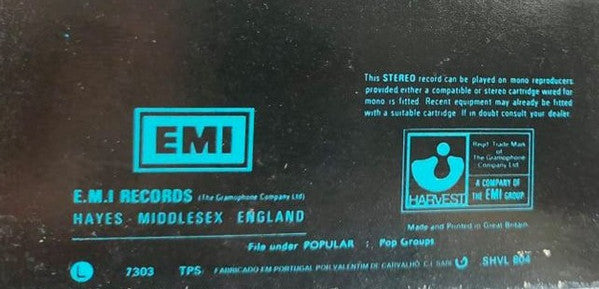 This STEREO record can be played on mono reproducers
provided either a compatible or stereo cartridge wired for
mono is fitted. Recent equipment may already be fitted
with a suitable cartridge. If in doubt consult your dealer.
EMI
Regd. Trade Mark
of
The Gramophone
Company Ltd
HARVEST
A COMPANY OF
THE EMI GROUP
E.M.I RECORDS (The Gramophone Company Ltd)
HAYES · MIDDLESEX ENGLAND
Made and Printed in Great Britain
File under POPULAR : Pop Groups
L 7303 TPS FABRICADO EM PORTUGAL POR VALENTIM DE CARVALHO, C.I. SARL SHVL 804